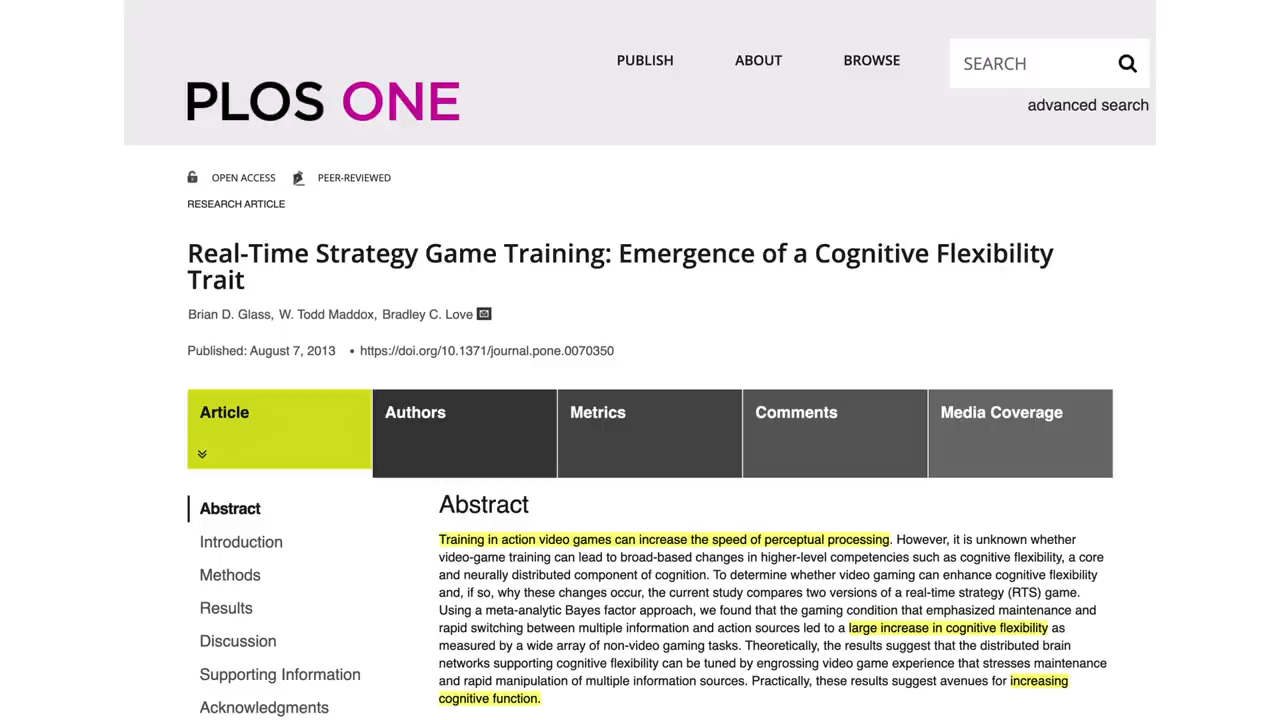 PUBLISH ABOUT BROWSE SEARCH
PLOS ONE
advanced search
OPEN ACCESS PEER-REVIEWED
RESEARCH ARTICLE
Real-Time Strategy Game Training: Emergence of a Cognitive Flexibility
Trait
Brian D. Glass, W. Todd Maddox, Bradley C. Love
Published: August 7, 2013 • https://doi.org/10.1371/journal.pone.0070350
Article Authors Metrics Comments Media Coverage
Abstract
Introduction
Methods
Results
Discussion
Supporting Information
Acknowledgments
Abstract
Training in action video games can increase the speed of perceptual processing. However, it is unknown whether
video-game training can lead to broad-based changes in higher-level competencies such as cognitive flexibility, a core
and neurally distributed component of cognition. To determine whether video gaming can enhance cognitive flexibility
and, if so, why these changes occur, the current study compares two versions of a real-time strategy (RTS) game.
Using a meta-analytic Bayes factor approach, we found that the gaming condition that emphasized maintenance and
rapid switching between multiple information and action sources led to a large increase in cognitive flexibility as
measured by a wide array of non-video gaming tasks. Theoretically, the results suggest that the distributed brain
networks supporting cognitive flexibility can be tuned by engrossing video game experience that stresses maintenance
and rapid manipulation of multiple information sources. Practically, these results suggest avenues for increasing
cognitive function.